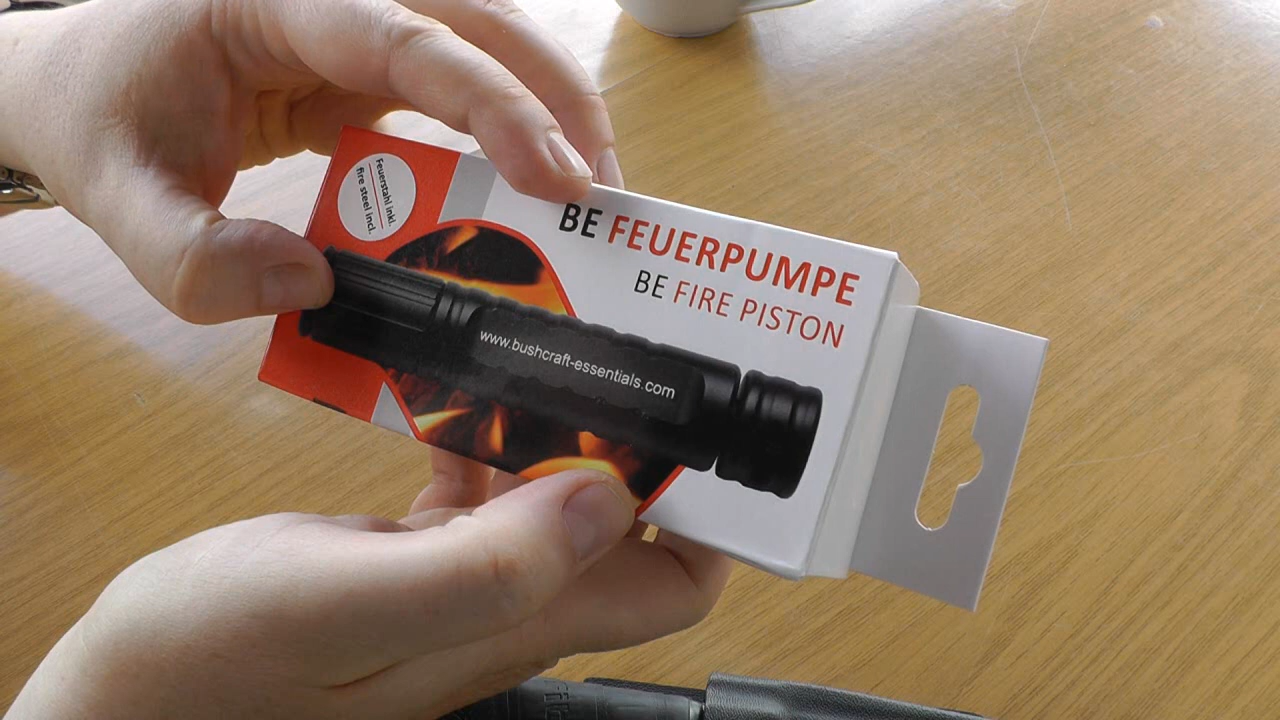 Feuerstahl inkl.
fire steel incl.
BE FEUERPUMPE
BE FIRE PISTON
www.bushcraft-essentials.com